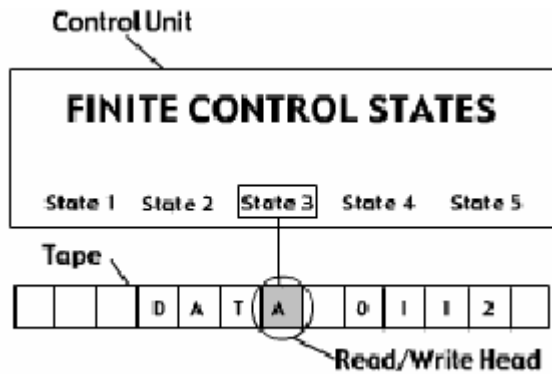 Control Unit
FINITE CONTROL STATES
State 1 State 2 State 3 State 4 State 5
Tape
D A T A 0 1 1 2
Read/Write Head